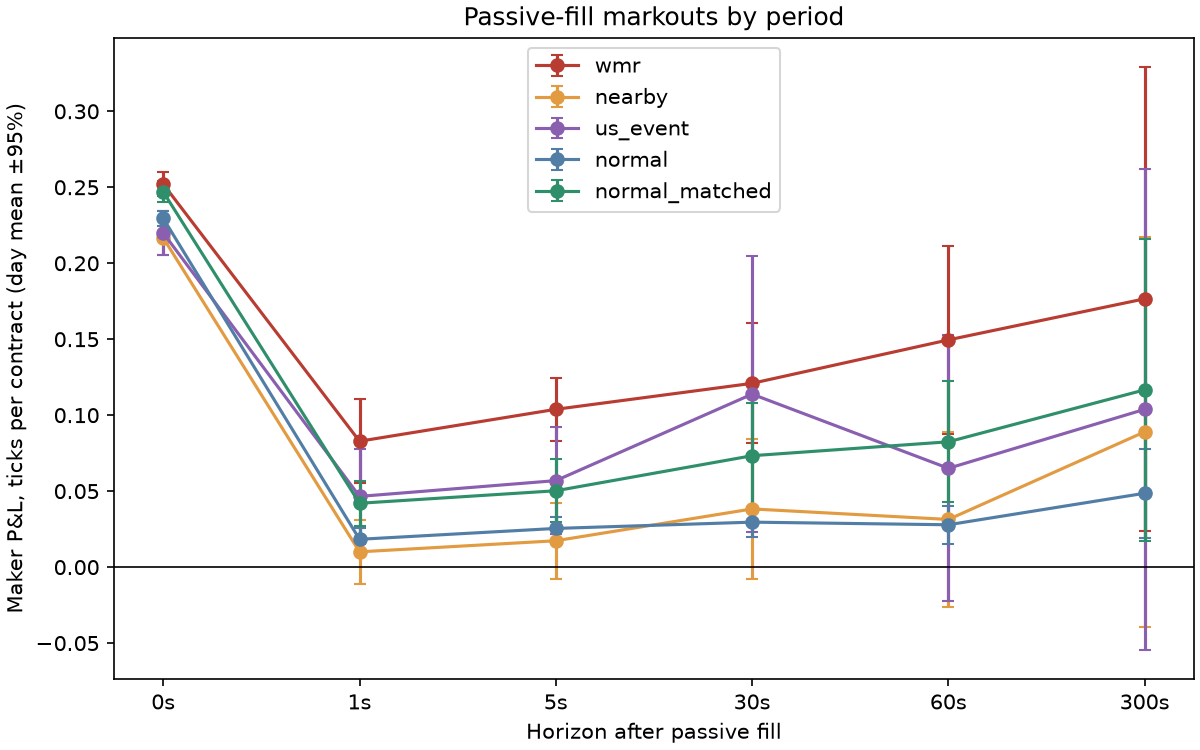 Passive-fill markouts by period
wmr
nearby
us_event
normal
normal_matched
Maker P&L, ticks per contract (day mean ±95%)
0.30
0.25
0.20
0.15
0.10
0.05
0.00
−0.05
0s
1s
5s
30s
60s
300s
Horizon after passive fill